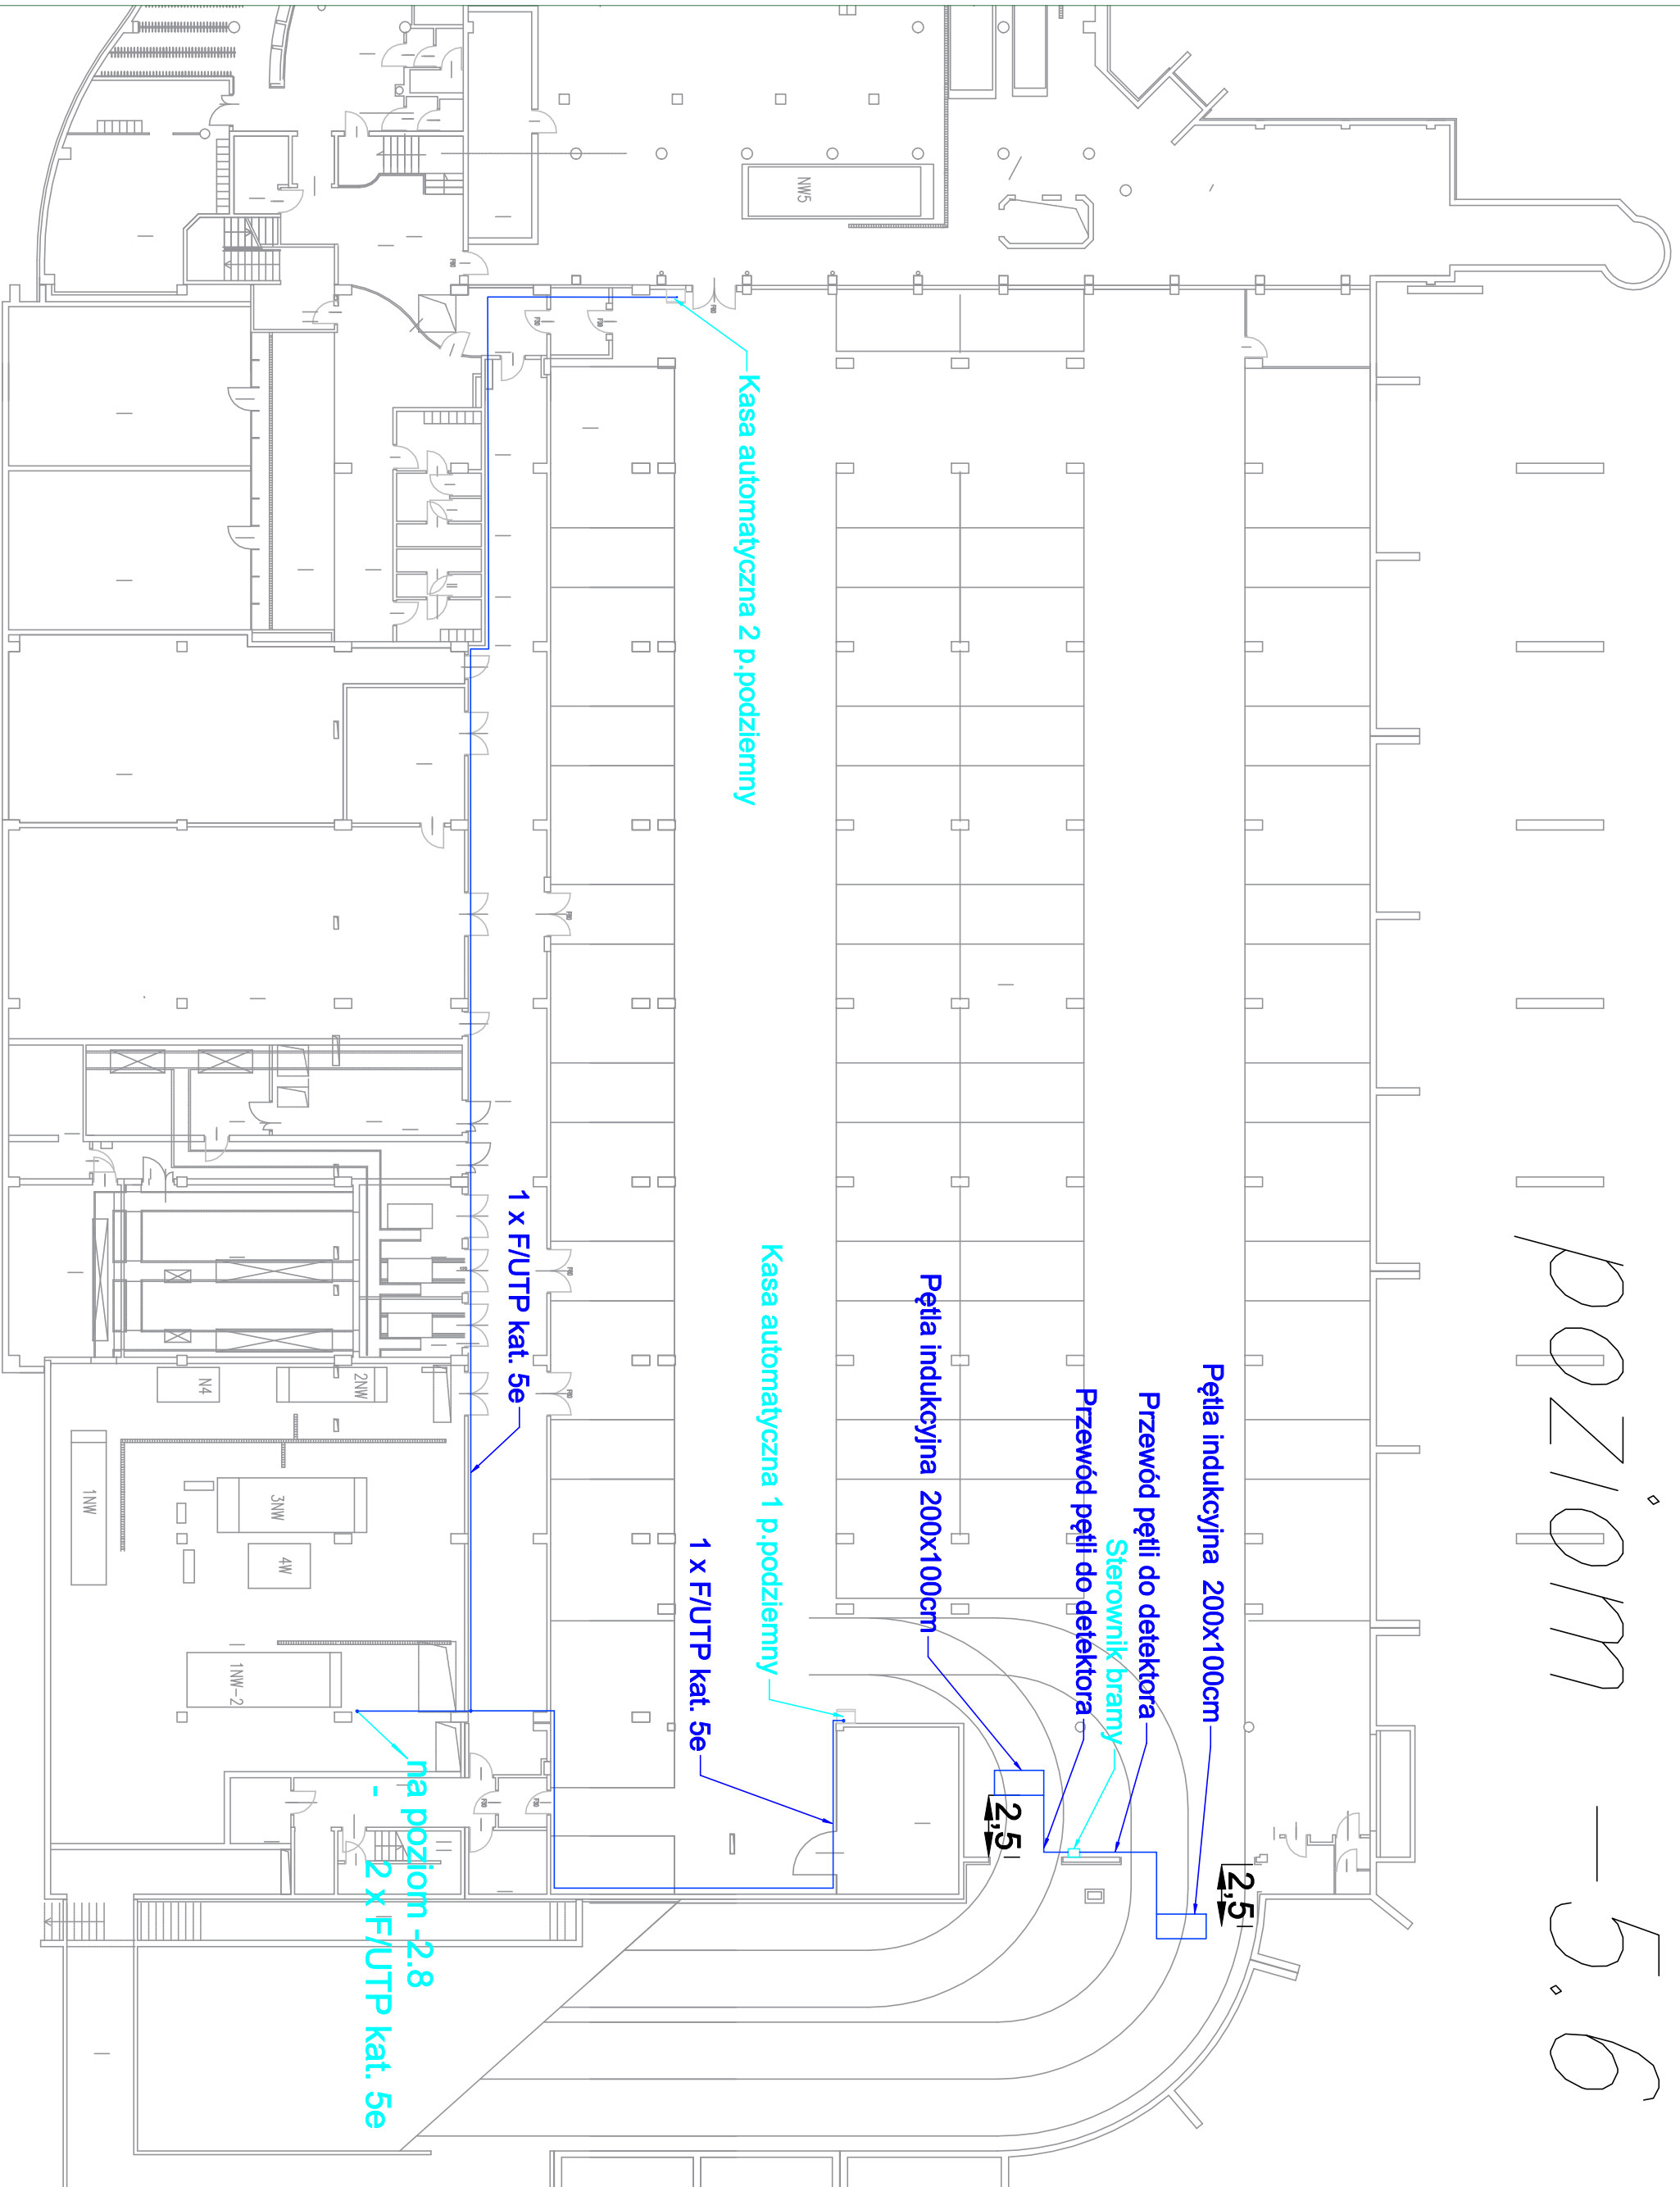 poziom -5.6
Pętla indukcyjna 200x100cm
Przewód pętli do detektora
Sterownik bramy
Przewód pętli do detektora
Pętla indukcyjna 200x100cm
2,5
2,5
Kasa automatyczna 2 p.podziemny
Kasa automatyczna 1 p.podziemny
1 x F/UTP kat. 5e
1 x F/UTP kat. 5e
na poziom -2.8
- 2 x F/UTP kat. 5e
NW5
2NW
N4
3NW
4W
1NW
1NW-2